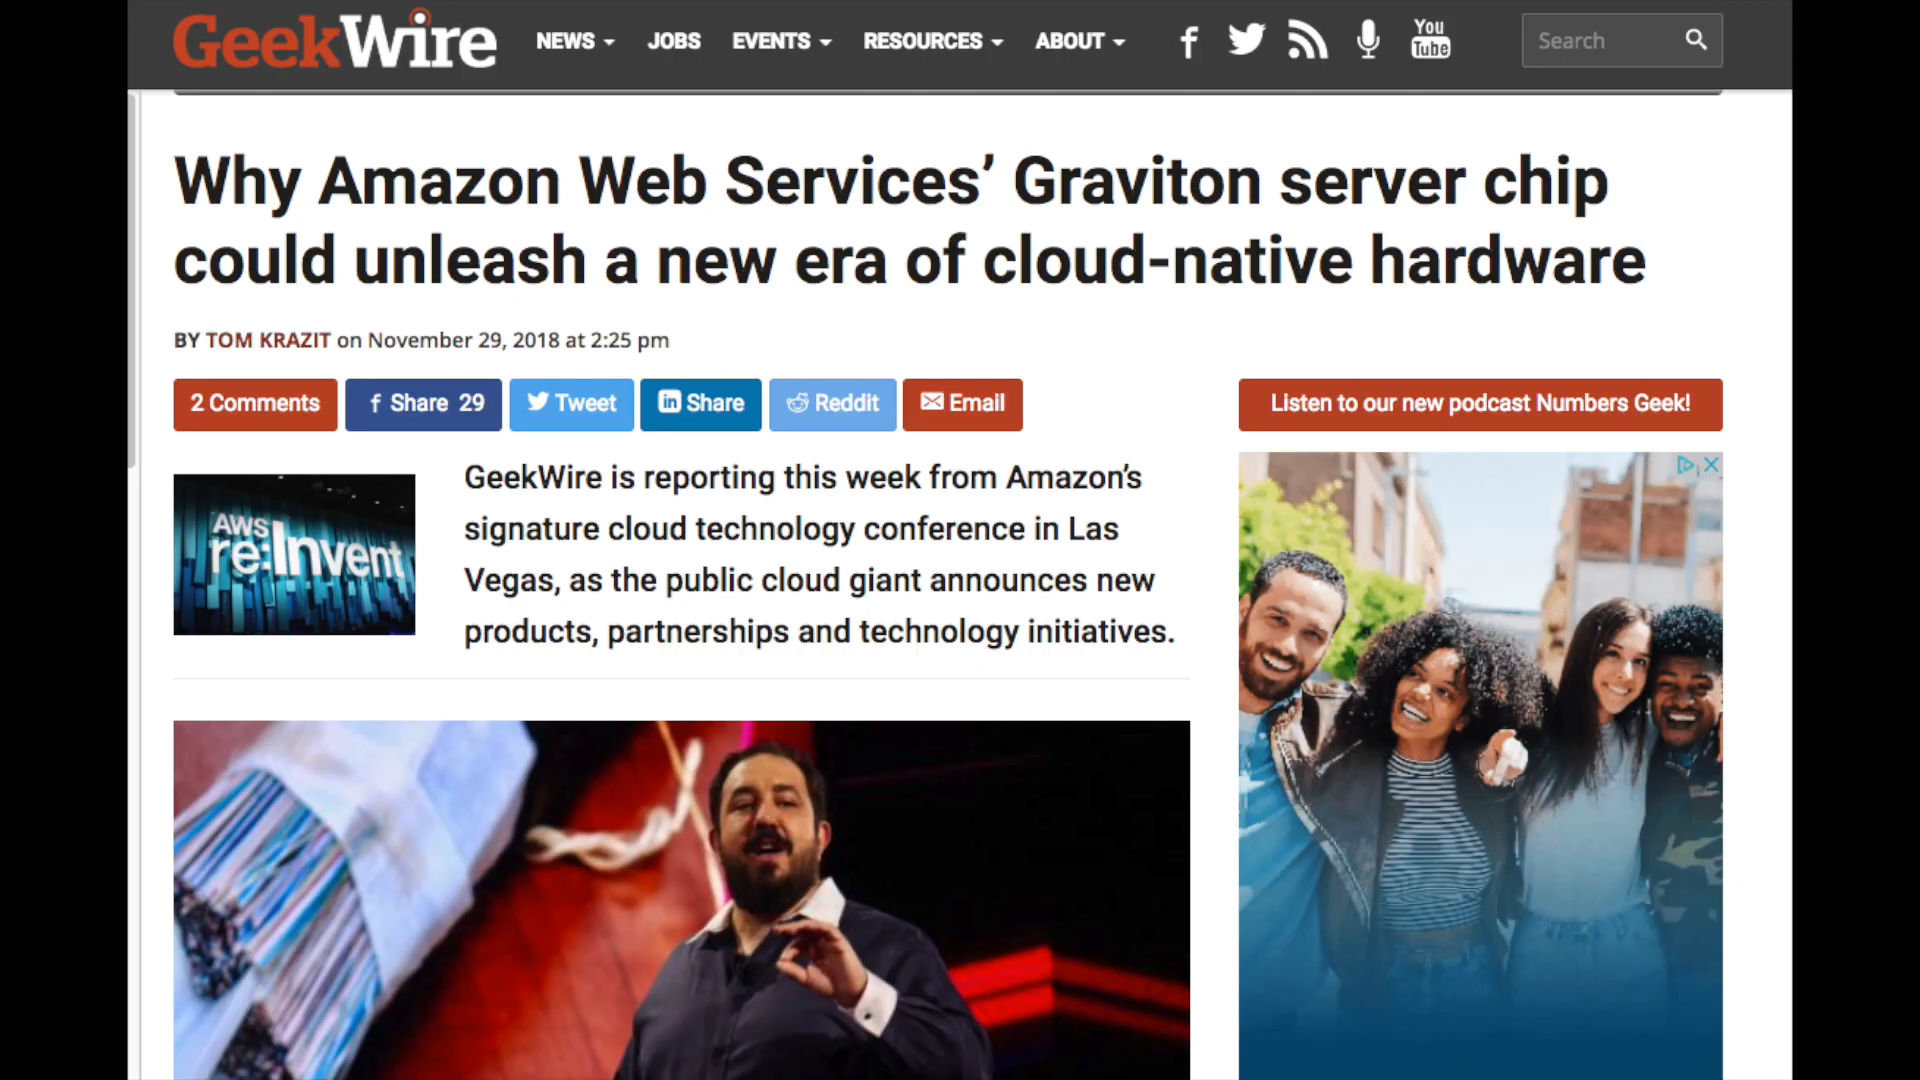 GeekWire NEWS JOBS EVENTS RESOURCES ABOUT You Tube Search
Why Amazon Web Services’ Graviton server chip
could unleash a new era of cloud-native hardware
BY TOM KRAZIT on November 29, 2018 at 2:25 pm
2 Comments f Share 29 Tweet in Share Reddit Email
Listen to our new podcast Numbers Geek!
AWS
re:Invent
GeekWire is reporting this week from Amazon’s
signature cloud technology conference in Las
Vegas, as the public cloud giant announces new
products, partnerships and technology initiatives.